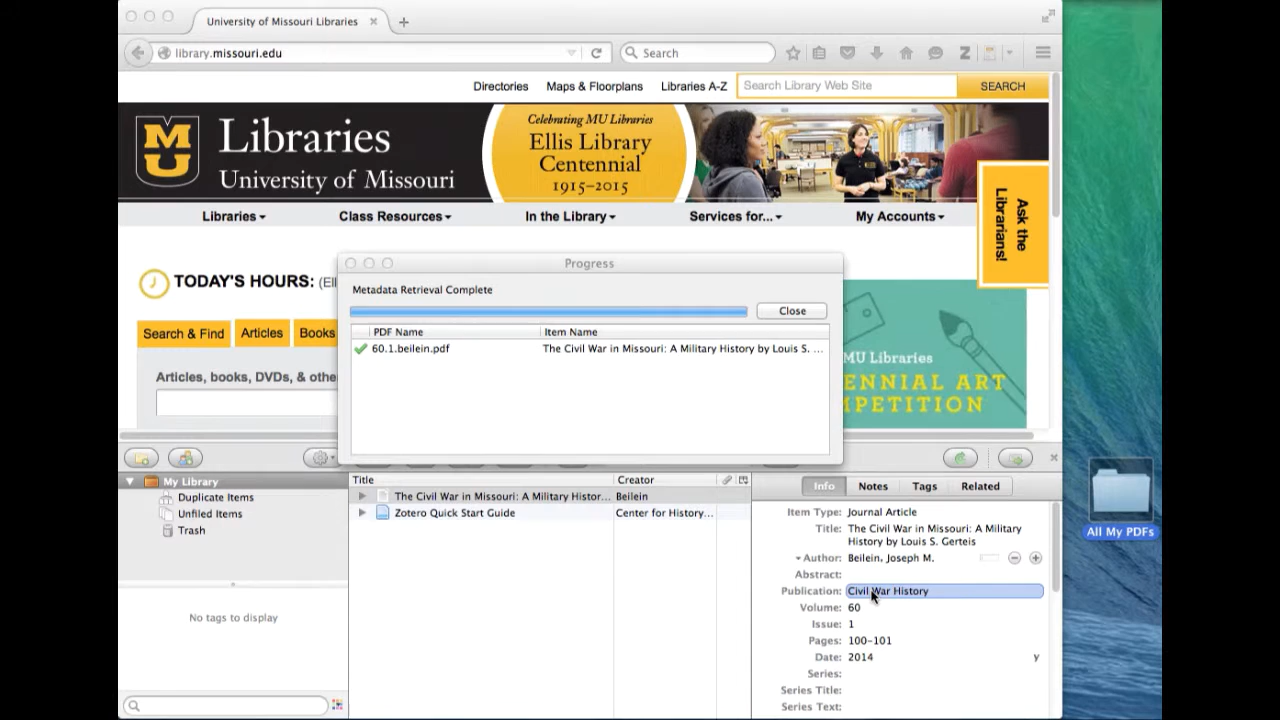 University of Missouri Libraries
library.missouri.edu
Search
Z
Directories Maps & Floorplans Libraries A-Z Search Library Web Site SEARCH
MU
Libraries
University of Missouri
Celebrating MU Libraries
Ellis Library
Centennial
1915–2015
Ask the
Librarians!
Libraries Class Resources In the Library Services for... My Accounts
TODAY'S HOURS: (Ell
Search & Find Articles Books
Articles, books, DVDs, & othe
MU Libraries
ENNIAL ART
MPETITION
Progress
Metadata Retrieval Complete
Close
PDF Name Item Name
60.1.beilein.pdf The Civil War in Missouri: A Military History by Louis S. ...
My Library
Duplicate Items
Unfiled Items
Trash
No tags to display
Title Creator
The Civil War in Missouri: A Military Histor... Beilein
Zotero Quick Start Guide Center for History...
Info Notes Tags Related
Item Type: Journal Article
Title: The Civil War in Missouri: A Military
History by Louis S. Gerteis
Author: Beilein, Joseph M.
Abstract:
Publication: Civil War History
Volume: 60
Issue: 1
Pages: 100-101
Date: 2014 y
Series:
Series Title:
Series Text:
All My PDFs